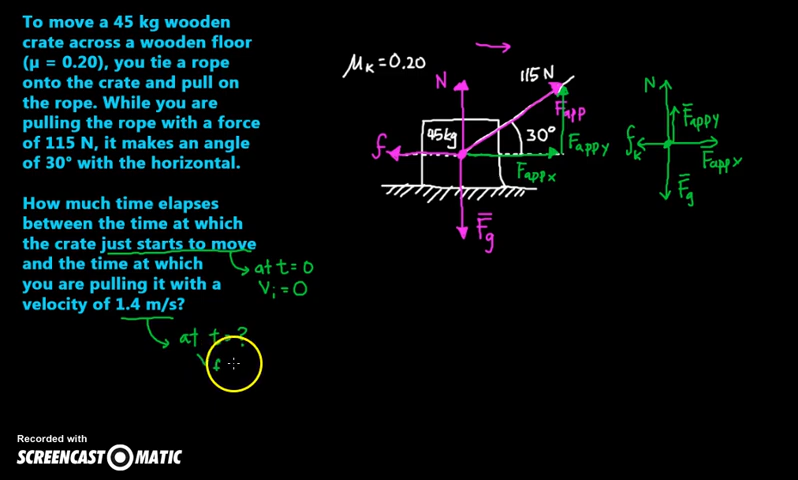 To move a 45 kg wooden
crate across a wooden floor
(μ = 0.20), you tie a rope
onto the crate and pull on
the rope. While you are
pulling the rope with a force
of 115 N, it makes an angle
of 30° with the horizontal.
How much time elapses
between the time at which
the crate just starts to move
and the time at which
you are pulling it with a
velocity of 1.4 m/s?
at t=0
Vi=0
at t=?
Vf
μK=0.20
N
115 N
Fapp
45kg
30°
f
Fappy
Fappx
F̅g
N
F̅appy
fK
F̅appx
F̅g
Recorded with
SCREENCAST O MATIC